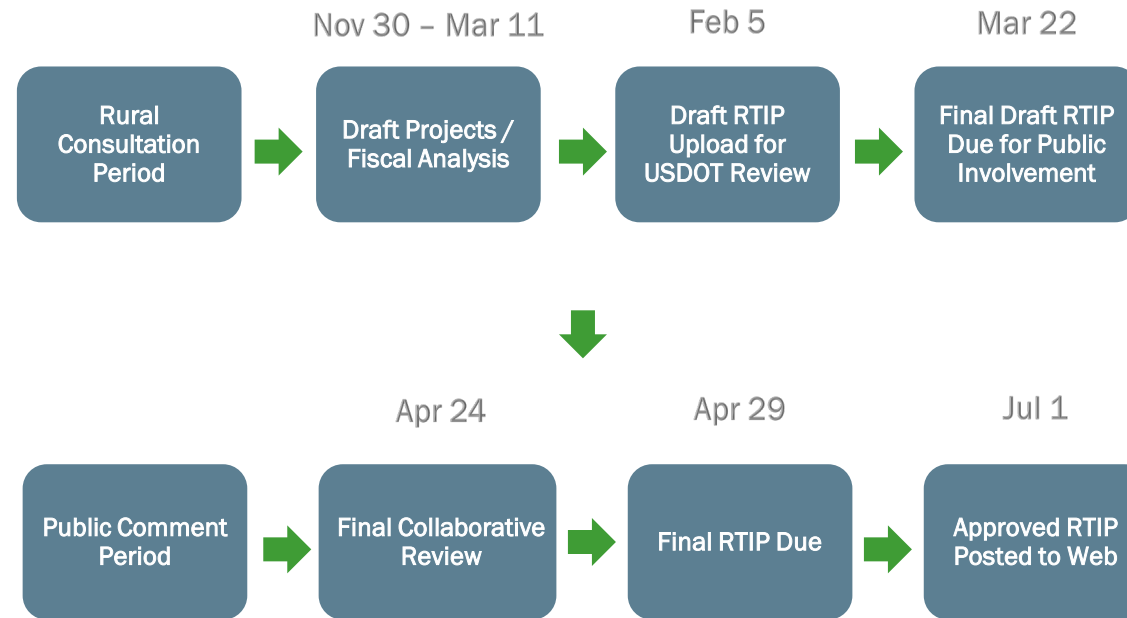 Nov 30 – Mar 11
Feb 5
Mar 22
Rural
Consultation
Period
Draft Projects /
Fiscal Analysis
Draft RTIP
Upload for
USDOT Review
Final Draft RTIP
Due for Public
Involvement
Apr 24
Apr 29
Jul 1
Public Comment
Period
Final Collaborative
Review
Final RTIP Due
Approved RTIP
Posted to Web